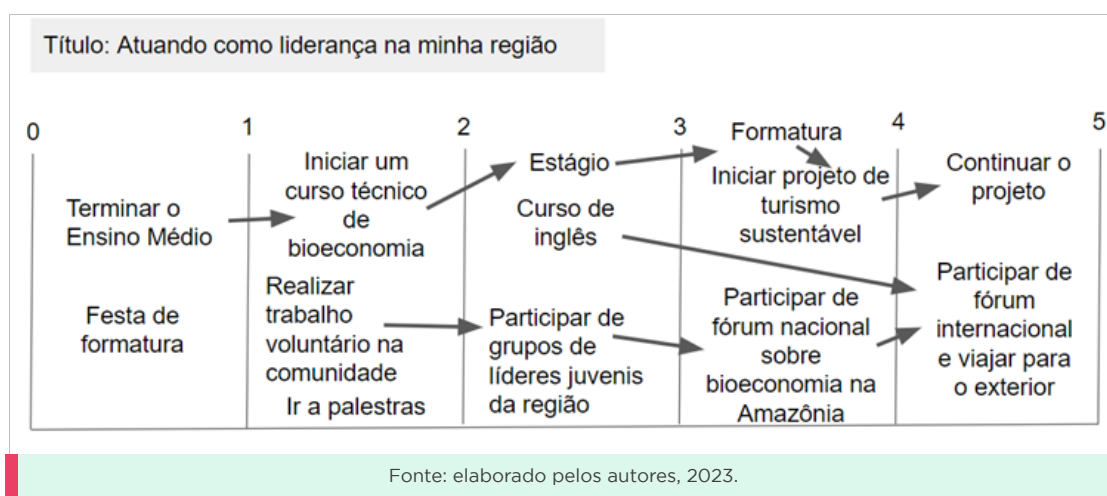 Título: Atuando como liderança na minha região
0
1
2
3
4
5
Terminar o
Ensino Médio
Festa de
formatura
Iniciar um
curso técnico
de
bioeconomia
Realizar
trabalho
voluntário na
comunidade
Ir a palestras
Estágio
Curso de
inglês
Participar de
grupos de
líderes juvenis
da região
Formatura
Iniciar projeto de
turismo
sustentável
Participar de
fórum nacional
sobre
bioeconomia na
Amazônia
Continuar o
projeto
Participar de
fórum
internacional
e viajar para
o exterior
Fonte: elaborado pelos autores, 2023.